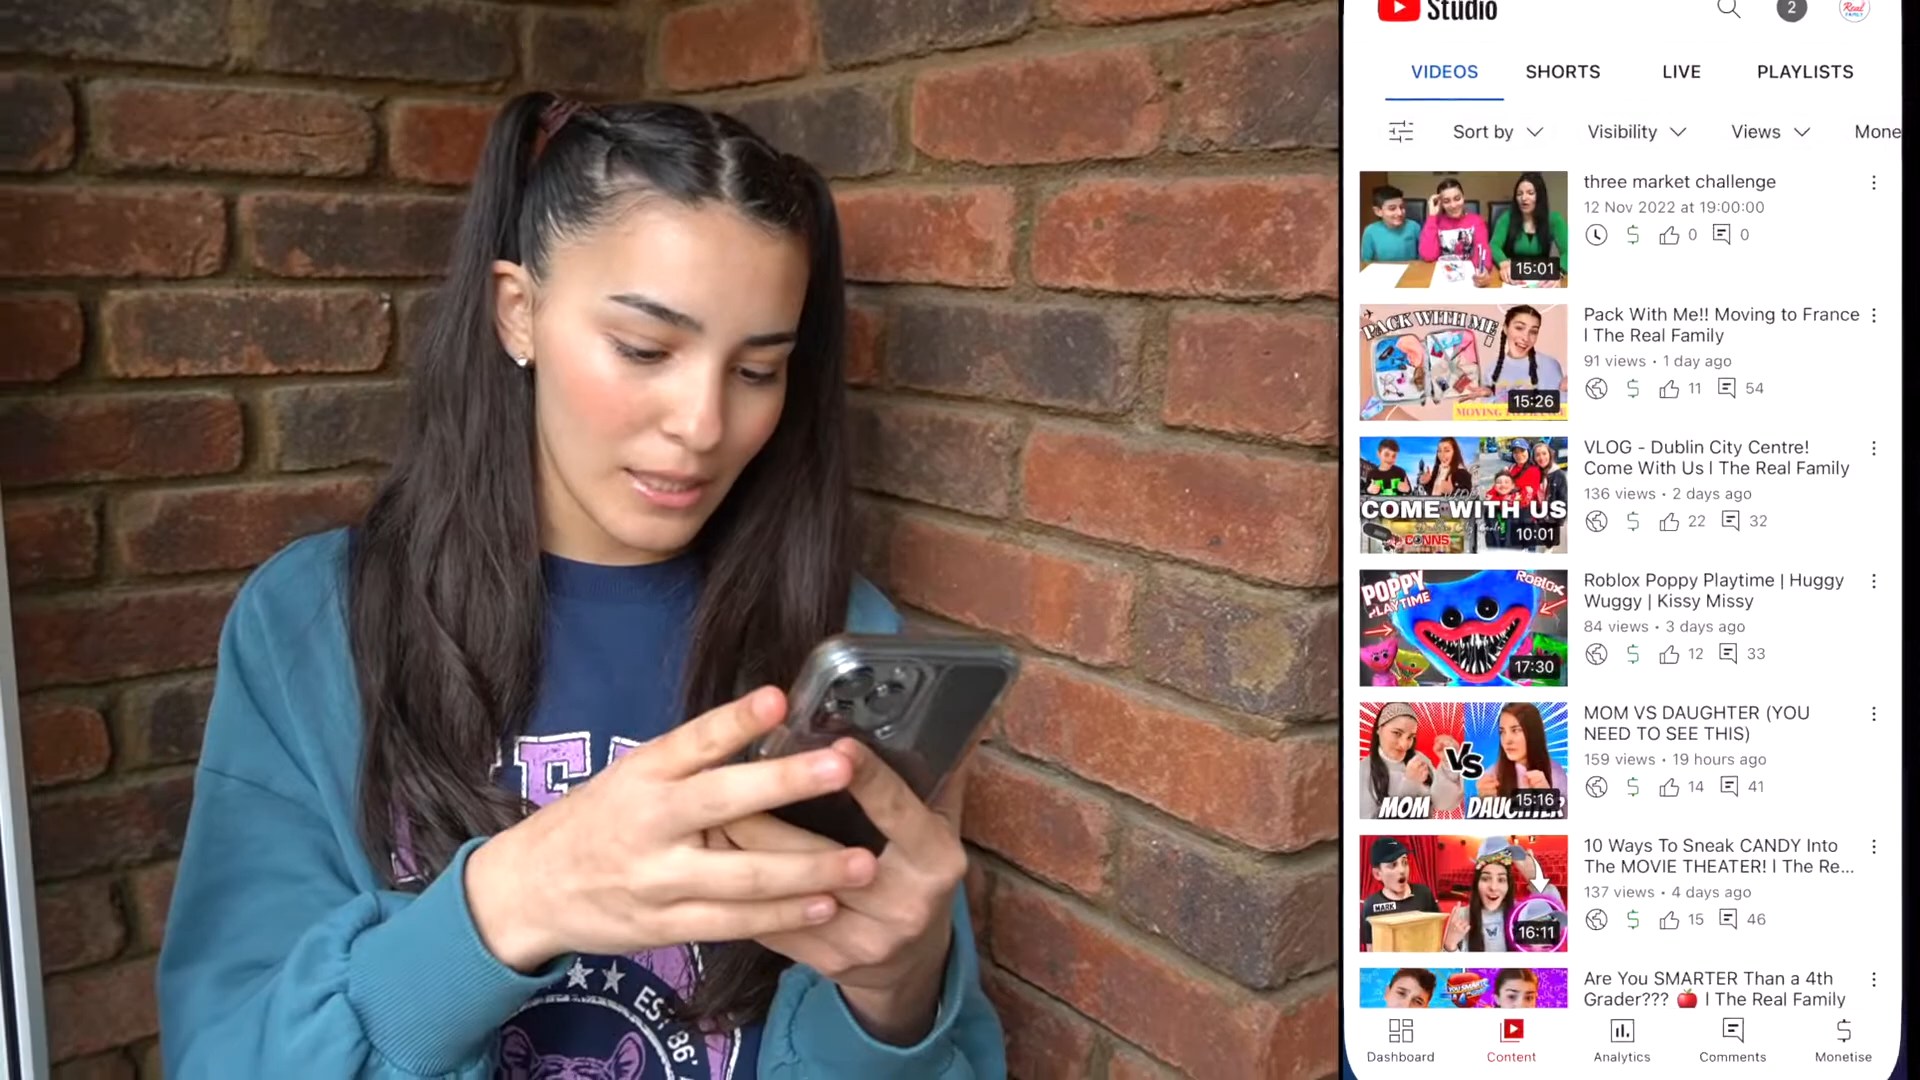 Studio
2
Real
VIDEOS SHORTS LIVE PLAYLISTS
Sort by Visibility Views Mone
three market challenge
12 Nov 2022 at 19:00:00
0 0
15:01
Pack With Me!! Moving to France
I The Real Family
91 views • 1 day ago
11 54
PACK WITH ME
15:26
VLOG - Dublin City Centre!
Come With Us I The Real Family
136 views • 2 days ago
22 32
COME WITH US
10:01
Roblox Poppy Playtime | Huggy
Wuggy | Kissy Missy
84 views • 3 days ago
12 33
POPPY
PLAYTIME
ROBLOX
17:30
MOM VS DAUGHTER (YOU
NEED TO SEE THIS)
159 views • 19 hours ago
14 41
VS
MOM
15:16
10 Ways To Sneak CANDY Into
The MOVIE THEATER! I The Re...
137 views • 4 days ago
15 46
MARK
16:11
Are You SMARTER Than a 4th
Grader??? 🍎 I The Real Family
Dashboard Content Analytics Comments Monetise
EST
86'